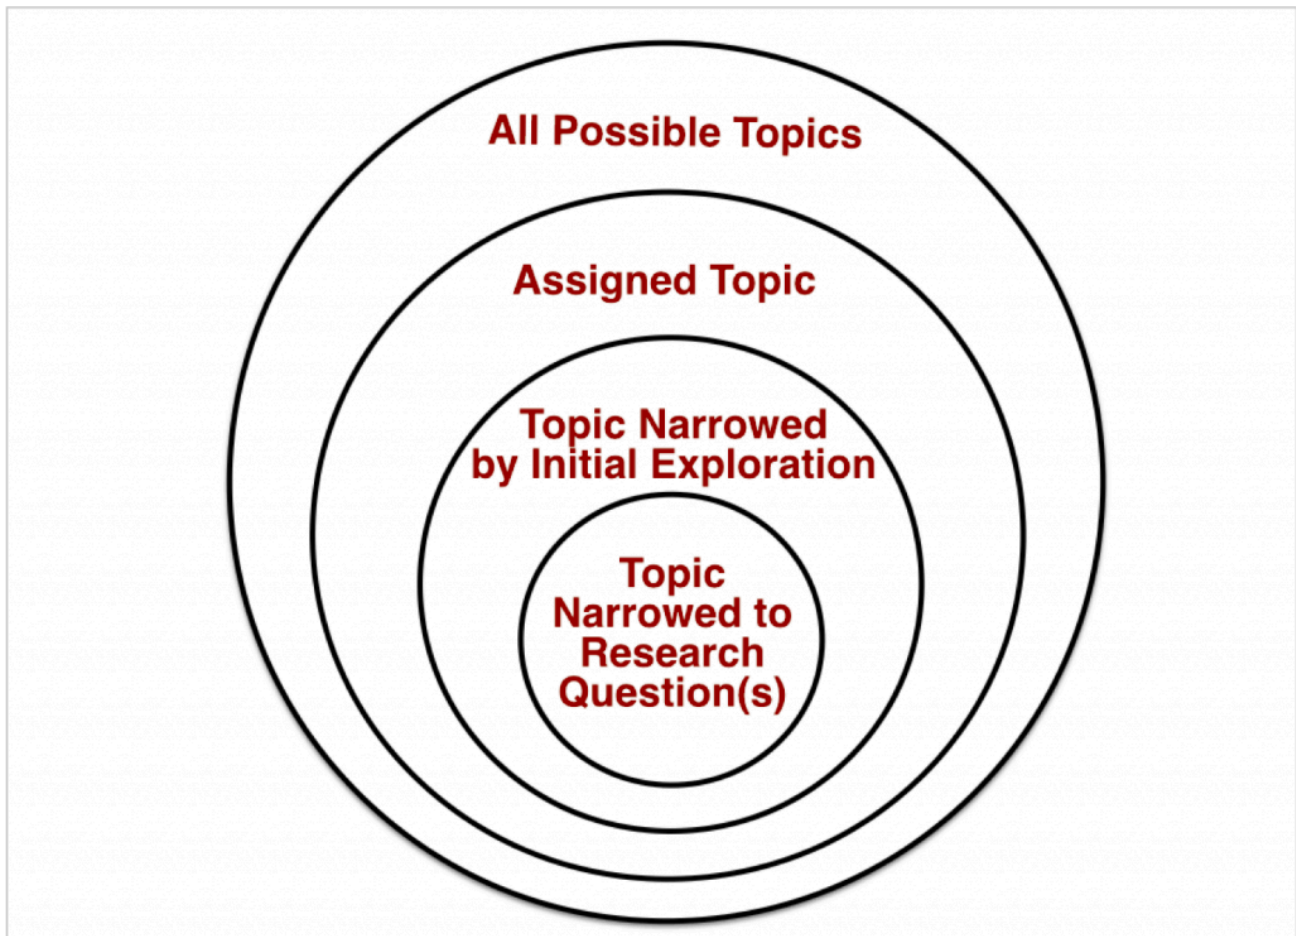 All Possible Topics
Assigned Topic
Topic Narrowed
by Initial Exploration
Topic
Narrowed to
Research
Question(s)